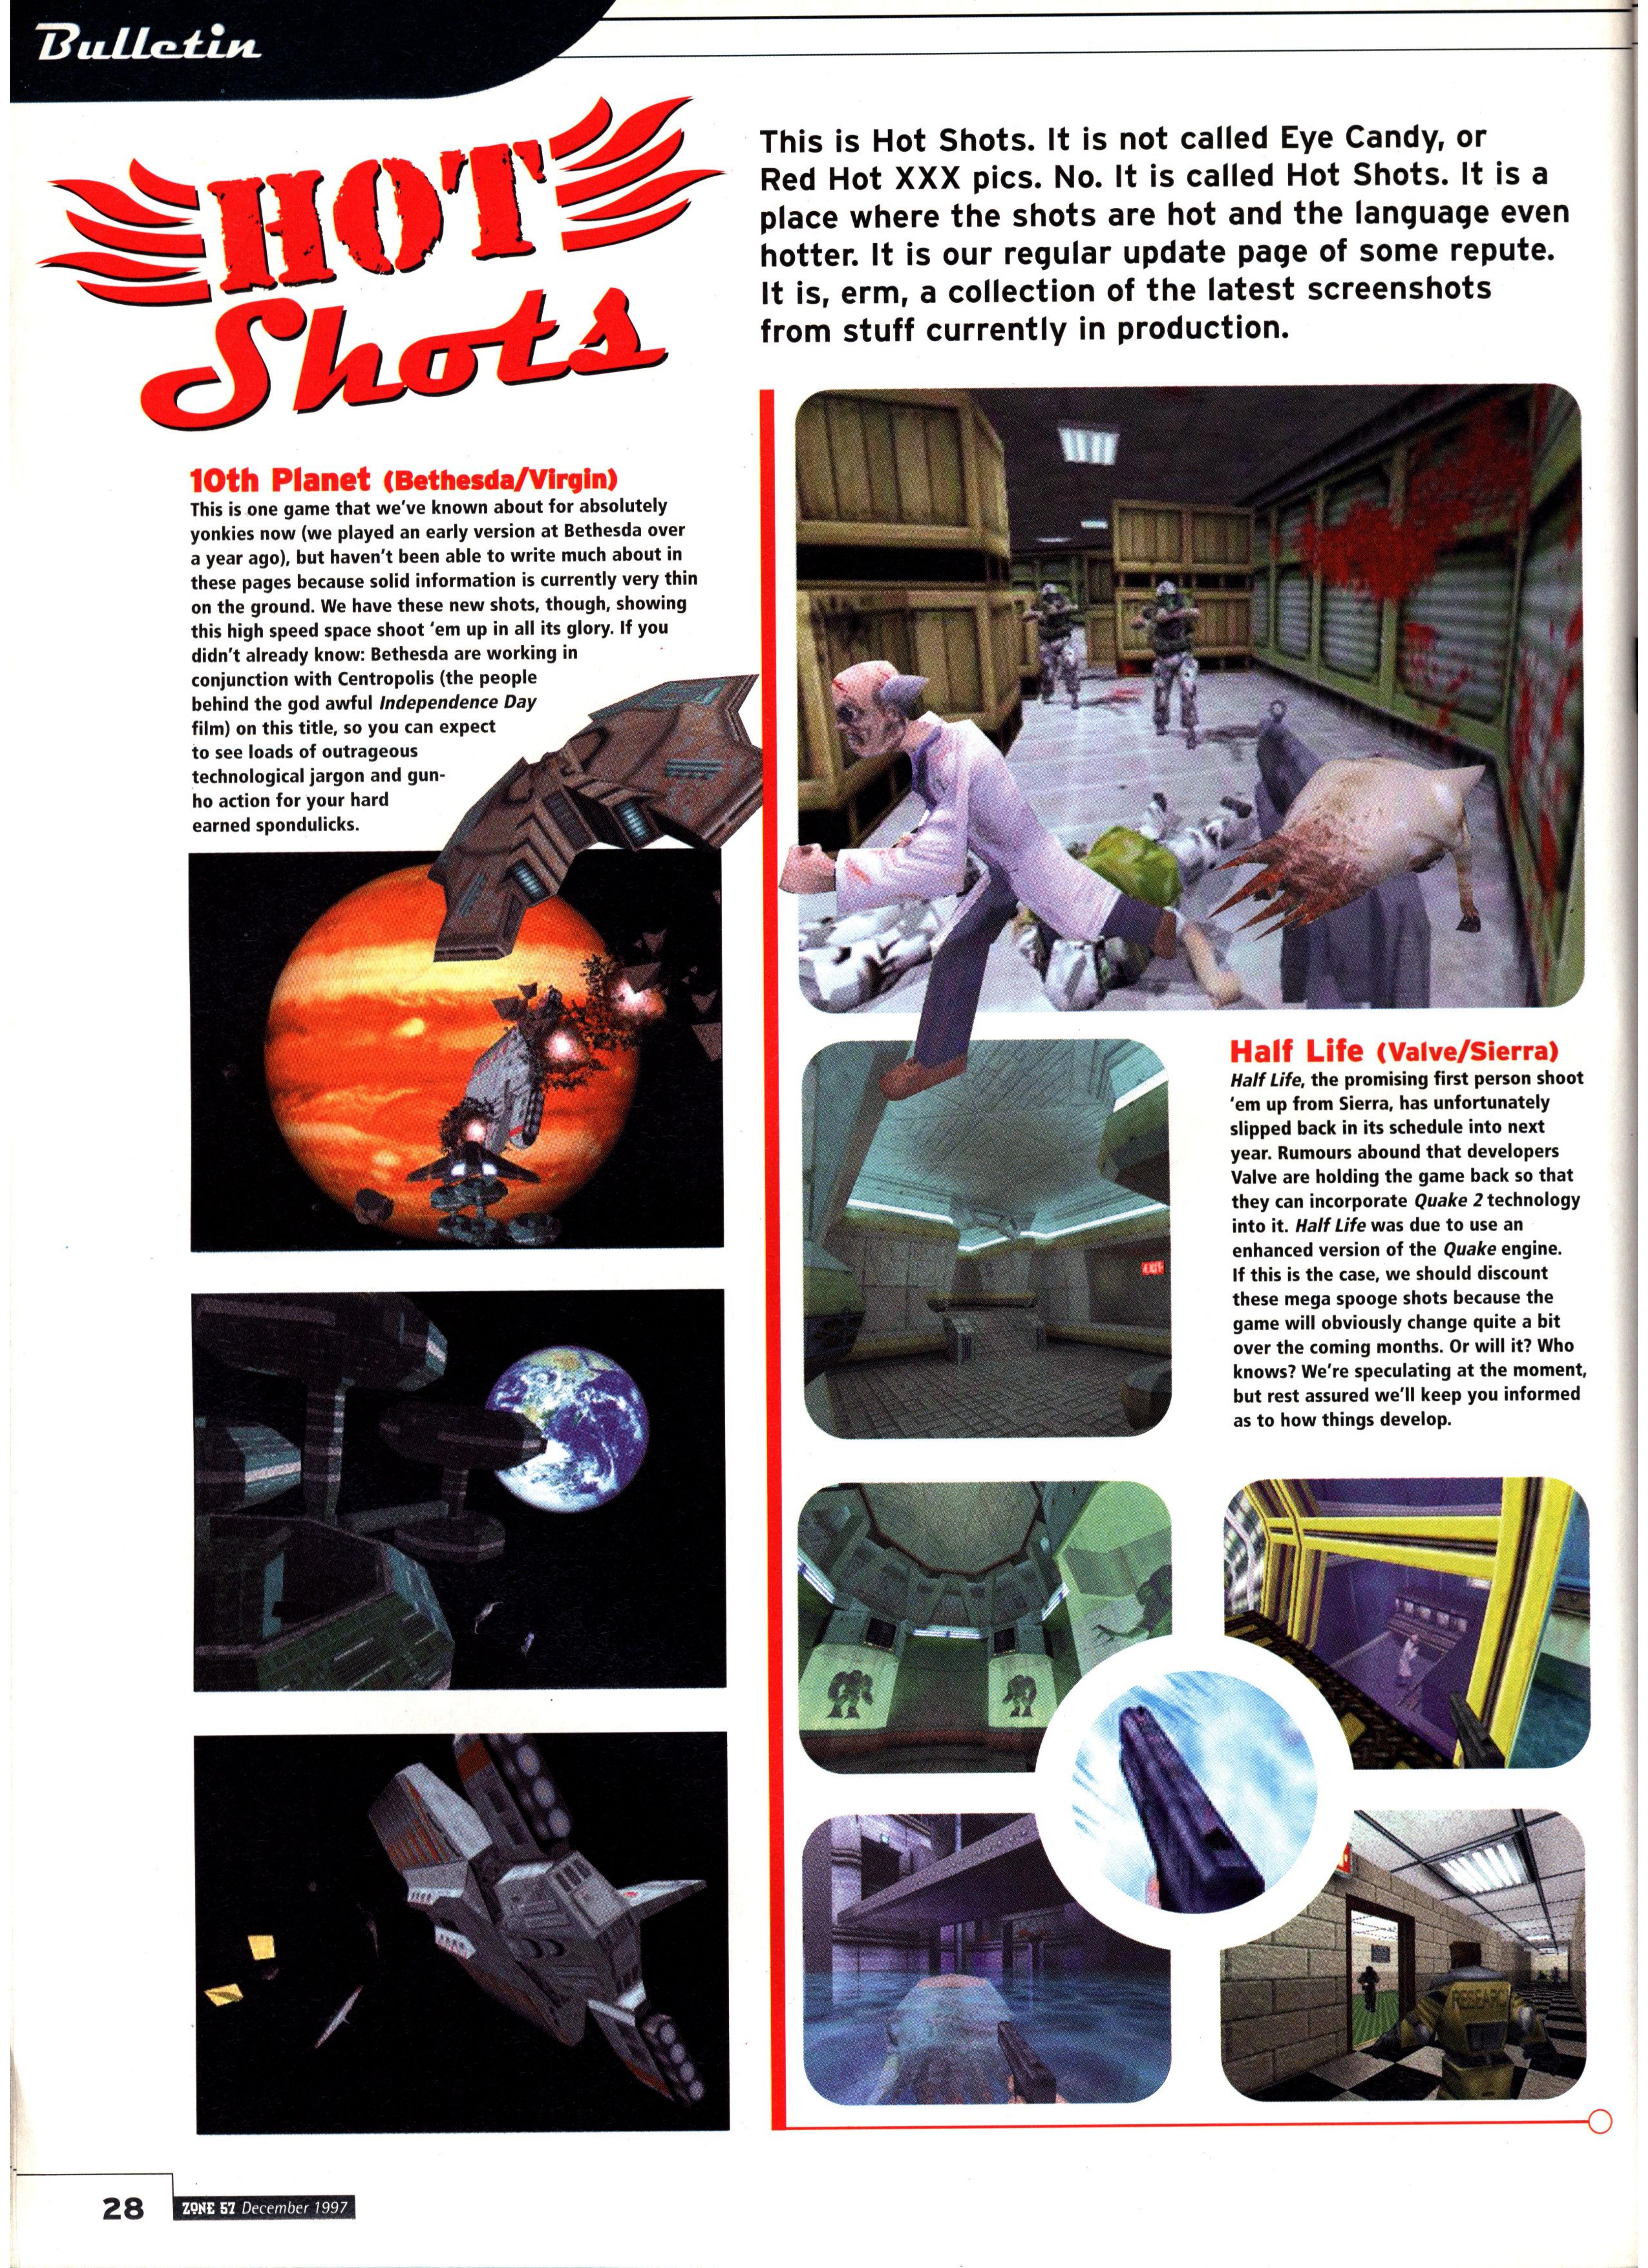 Bulletin
HOT
Shots
This is Hot Shots. It is not called Eye Candy, or
Red Hot XXX pics. No. It is called Hot Shots. It is a
place where the shots are hot and the language even
hotter. It is our regular update page of some repute.
It is, erm, a collection of the latest screenshots
from stuff currently in production.
10th Planet (Bethesda/Virgin)
This is one game that we've known about for absolutely
yonkies now (we played an early version at Bethesda over
a year ago), but haven't been able to write much about in
these pages because solid information is currently very thin
on the ground. We have these new shots, though, showing
this high speed space shoot 'em up in all its glory. If you
didn't already know: Bethesda are working in
conjunction with Centropolis (the people
behind the god awful Independence Day
film) on this title, so you can expect
to see loads of outrageous
technological jargon and gun-
ho action for your hard
earned spondulicks.
Half Life (Valve/Sierra)
Half Life, the promising first person shoot
'em up from Sierra, has unfortunately
slipped back in its schedule into next
year. Rumours abound that developers
Valve are holding the game back so that
they can incorporate Quake 2 technology
into it. Half Life was due to use an
enhanced version of the Quake engine.
If this is the case, we should discount
these mega spooge shots because the
game will obviously change quite a bit
over the coming months. Or will it? Who
knows? We're speculating at the moment,
but rest assured we'll keep you informed
as to how things develop.
EXIT
RESEARCH
28
ZONE 57 December 1997